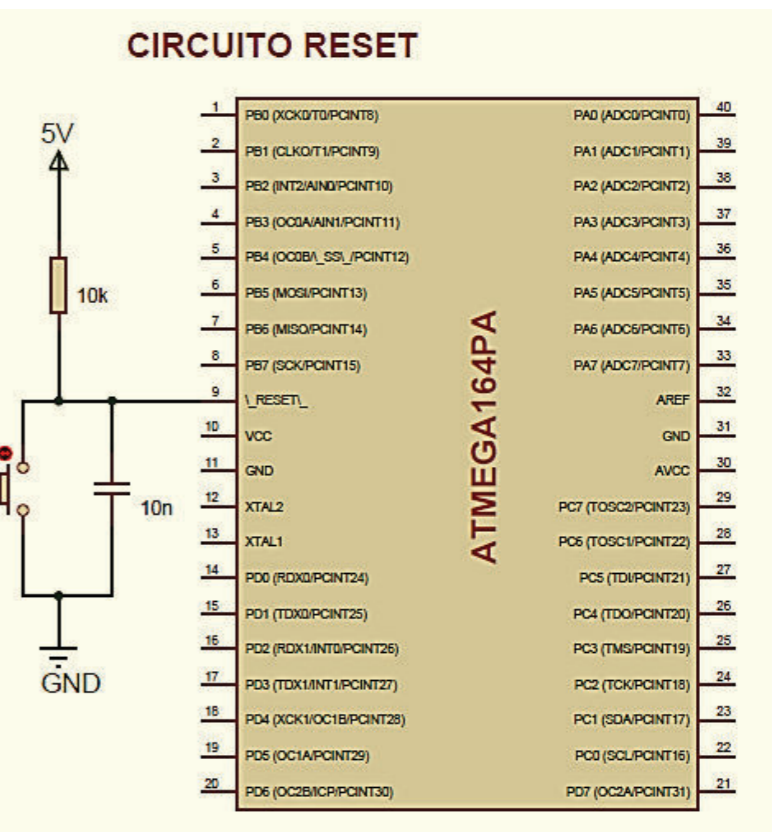 CIRCUITO RESET
5V
10k
10n
GND
ATMEGA164PA
1 PB0 (XCK0/T0/PCINT8)
2 PB1 (CLKO/T1/PCINT9)
3 PB2 (INT2/AIN0/PCINT10)
4 PB3 (OC0A/AIN1/PCINT11)
5 PB4 (OC0B/\_SS\_/PCINT12)
6 PB5 (MOSI/PCINT13)
7 PB6 (MISO/PCINT14)
8 PB7 (SCK/PCINT15)
9 \_RESET\_
10 VCC
11 GND
12 XTAL2
13 XTAL1
14 PD0 (RDX0/PCINT24)
15 PD1 (TDX0/PCINT25)
16 PD2 (RDX1/INT0/PCINT26)
17 PD3 (TDX1/INT1/PCINT27)
18 PD4 (XCK1/OC1B/PCINT28)
19 PD5 (OC1A/PCINT29)
20 PD6 (OC2B/ICP/PCINT30)
PA0 (ADC0/PCINT0) 40
PA1 (ADC1/PCINT1) 39
PA2 (ADC2/PCINT2) 38
PA3 (ADC3/PCINT3) 37
PA4 (ADC4/PCINT4) 36
PA5 (ADC5/PCINT5) 35
PA6 (ADC6/PCINT6) 34
PA7 (ADC7/PCINT7) 33
AREF 32
GND 31
AVCC 30
PC7 (TOSC2/PCINT23) 29
PC6 (TOSC1/PCINT22) 28
PC5 (TDI/PCINT21) 27
PC4 (TDO/PCINT20) 26
PC3 (TMS/PCINT19) 25
PC2 (TCK/PCINT18) 24
PC1 (SDA/PCINT17) 23
PC0 (SCL/PCINT16) 22
PD7 (OC2A/PCINT31) 21